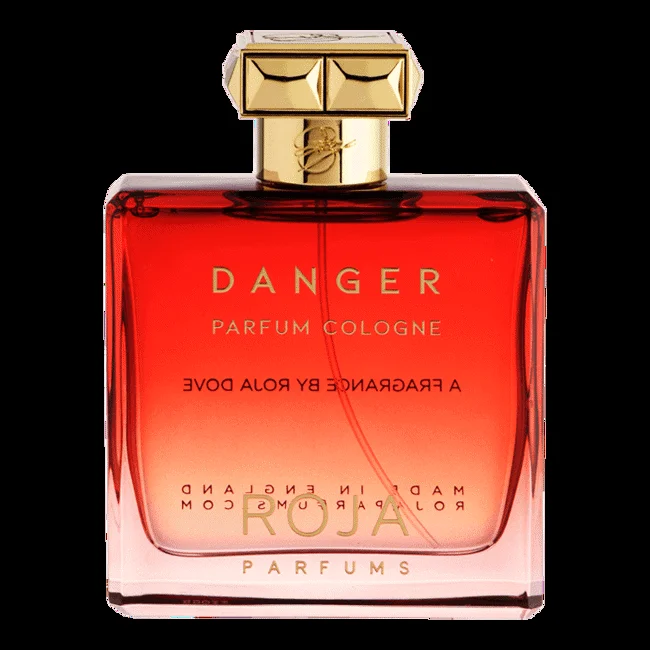 DANGER
PARFUM COLOGNE
A FRAGRANCE BY ROJA DOVE
MADE IN ENGLAND
ROJAPARFUMS.COM
ROJA
PARFUMS